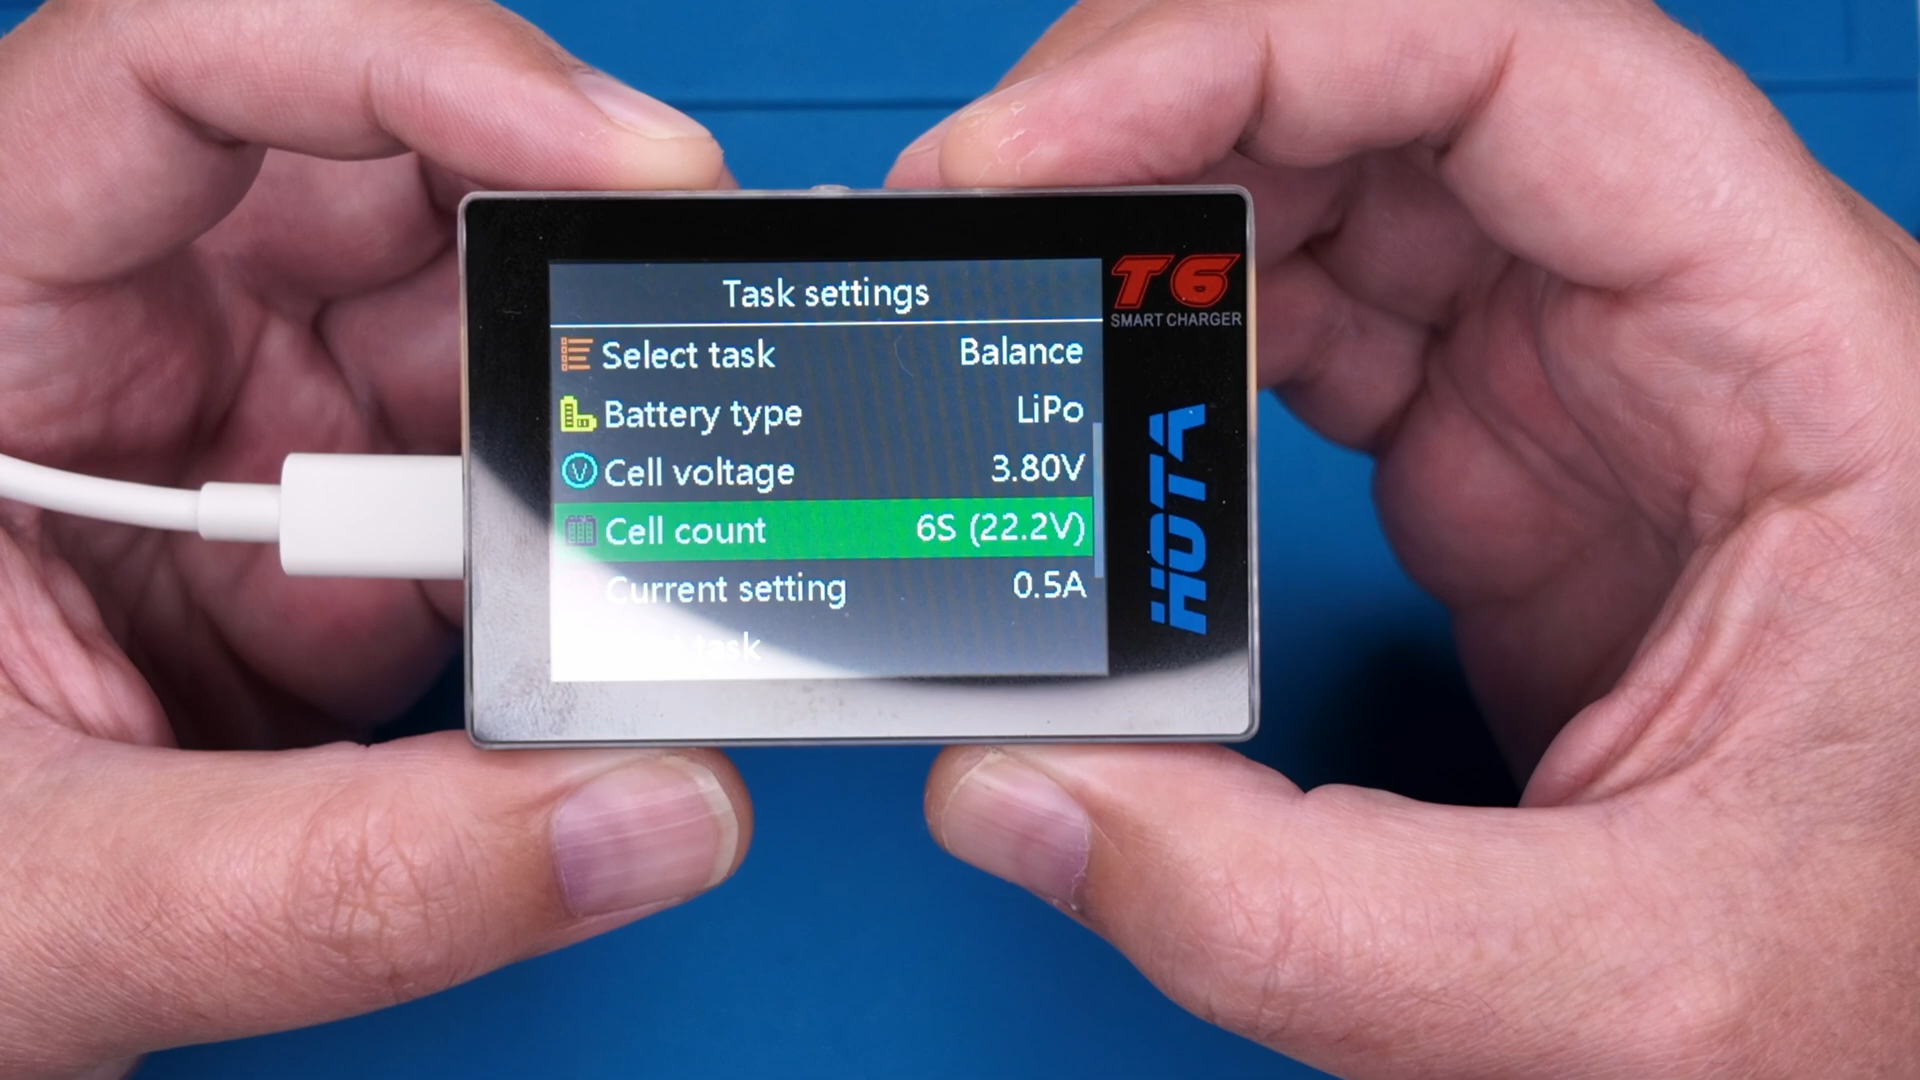 Task settings
Select task Balance
Battery type LiPo
Cell voltage 3.80V
Cell count 6S (22.2V)
Current setting 0.5A
task
T6
SMART CHARGER
HOTA